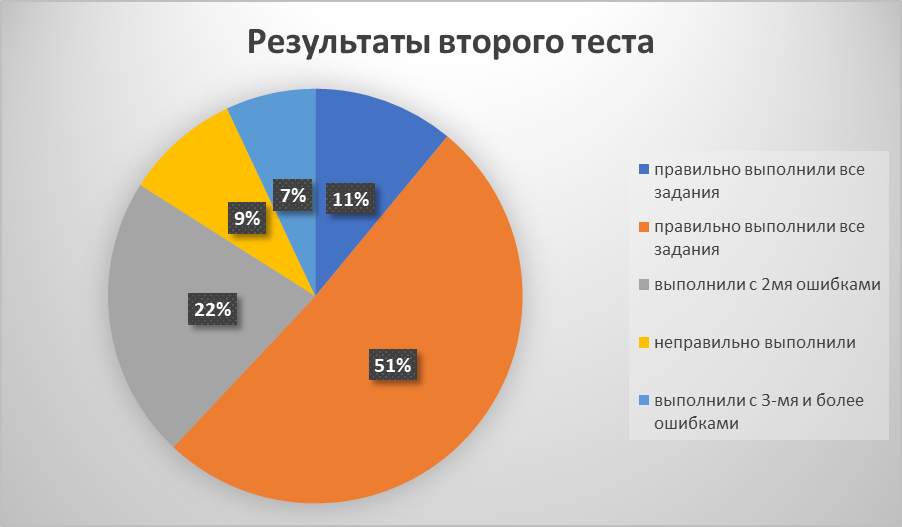 Результаты второго теста
7%
11%
9%
22%
51%
правильно выполнили все
задания
правильно выполнили все
задания
выполнили с 2мя ошибками
неправильно выполнили
выполнили с 3-мя и более
ошибками